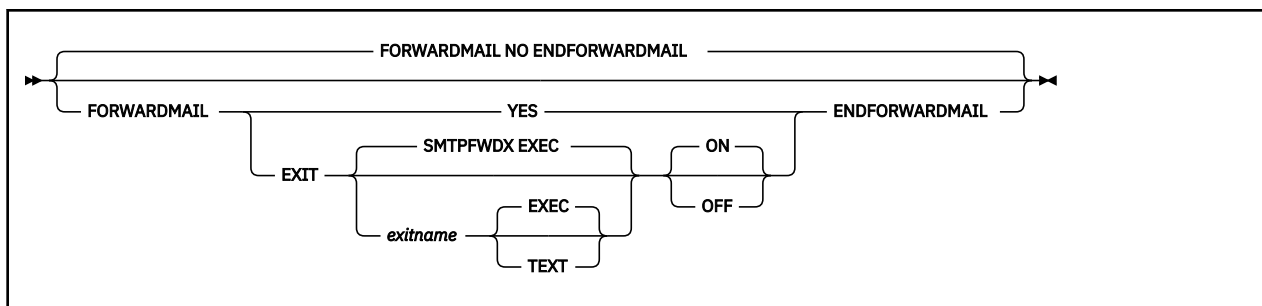 FORWARDMAIL NO ENDFORWARDMAIL
FORWARDMAIL YES ENDFORWARDMAIL
SMTPFWDX EXEC ON
EXIT
EXEC OFF
exitname
TEXT